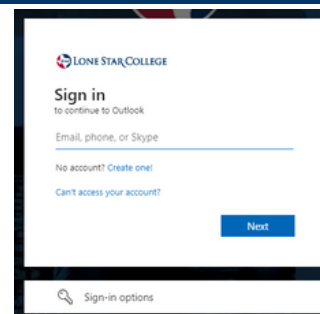 LONE STAR COLLEGE
Sign in
to continue to Outlook
Email, phone, or Skype
No account? Create one!
Can't access your account?
Next
Sign-in options